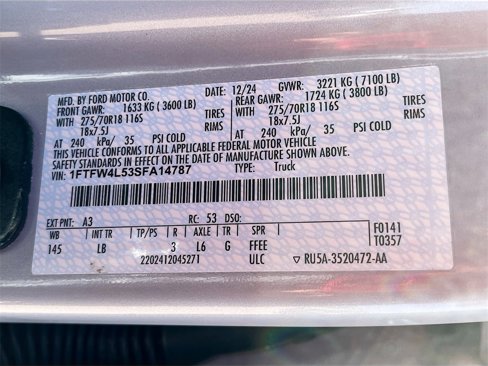 MFD. BY FORD MOTOR CO. DATE: 12/24 GVWR: 3221 KG ( 7100 LB)
FRONT GAWR: 1633 KG ( 3600 LB) REAR GAWR: 1724 KG ( 3800 LB)
WITH 275/70R18 116S TIRES WITH 275/70R18 116S TIRES
18x7.5J RIMS 18x7.5J RIMS
AT 240 kPa/ 35 PSI COLD AT 240 kPa/ 35 PSI COLD
THIS VEHICLE CONFORMS TO ALL APPLICABLE FEDERAL MOTOR VEHICLE
SAFETY STANDARDS IN EFFECT ON THE DATE OF MANUFACTURE SHOWN ABOVE.
VIN: 1FTFW4L53SFA14787 TYPE: Truck
EXT PNT: A3 RC: 53 DSO:
WB INT TR TP/PS R AXLE TR SPR F0141
145 LB 3 L6 G FFEE T0357
2202412045271 ULC ▽ RU5A-3520472-AA